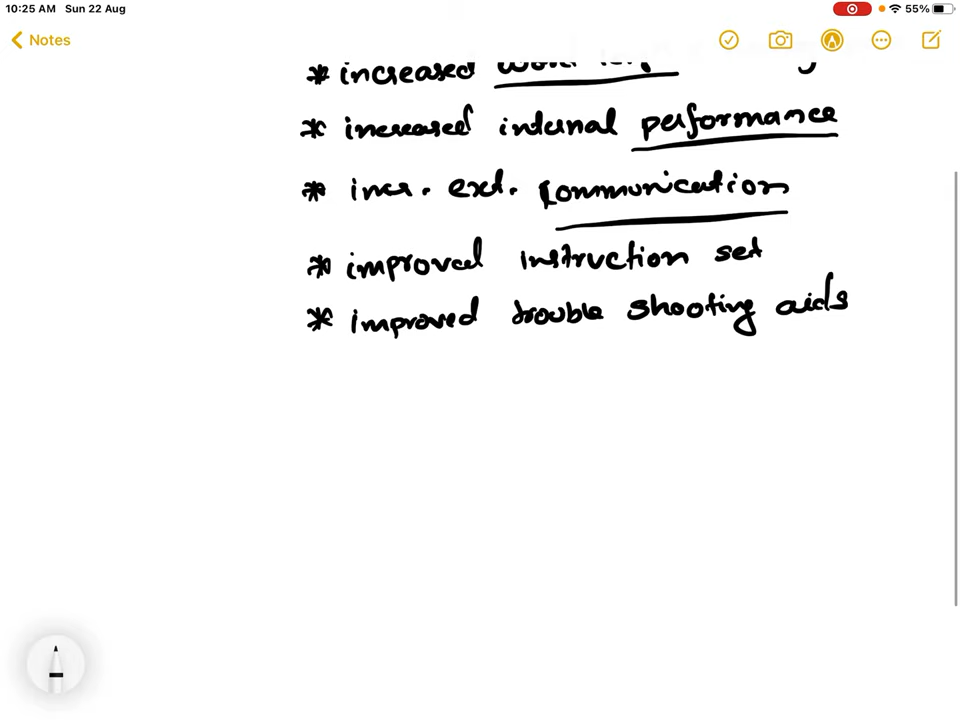 10:25 AM Sun 22 Aug
55%
Notes
* increased
* increased internal performance
* incr. ext. communication
* improved instruction set
* improved trouble shooting aids